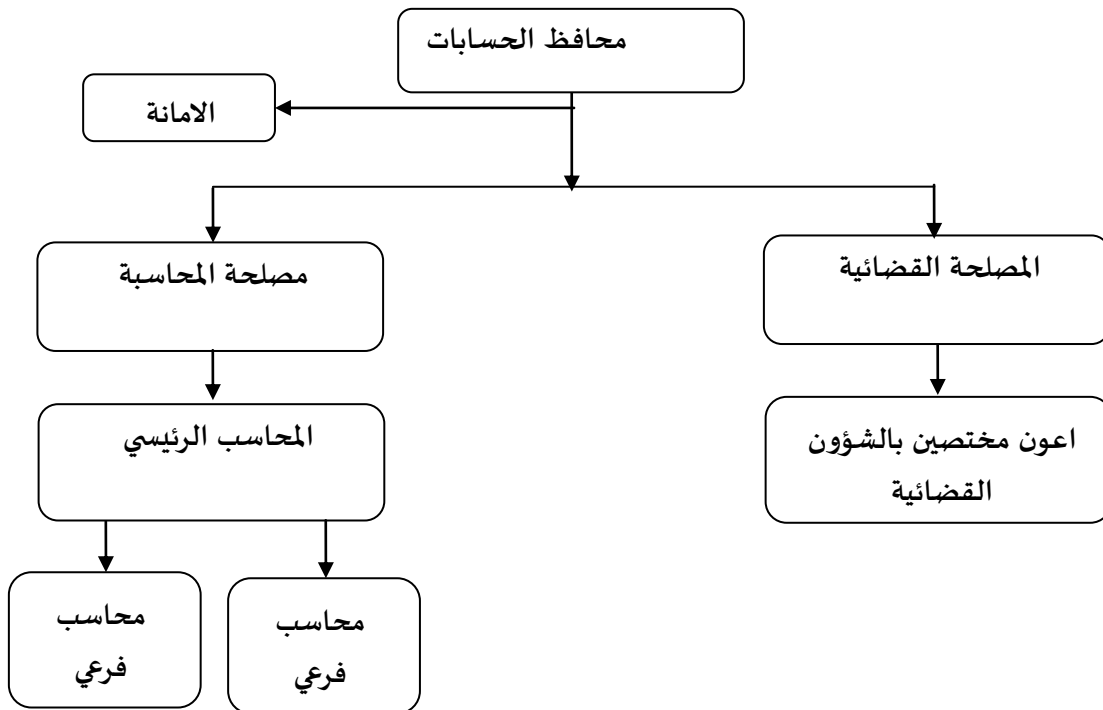 محافظ الحسابات
الامانة
المصلحة القضائية
مصلحة المحاسبة
اعون مختصين بالشؤون
القضائية
المحاسب الرئيسي
محاسب
فرعي
محاسب
فرعي